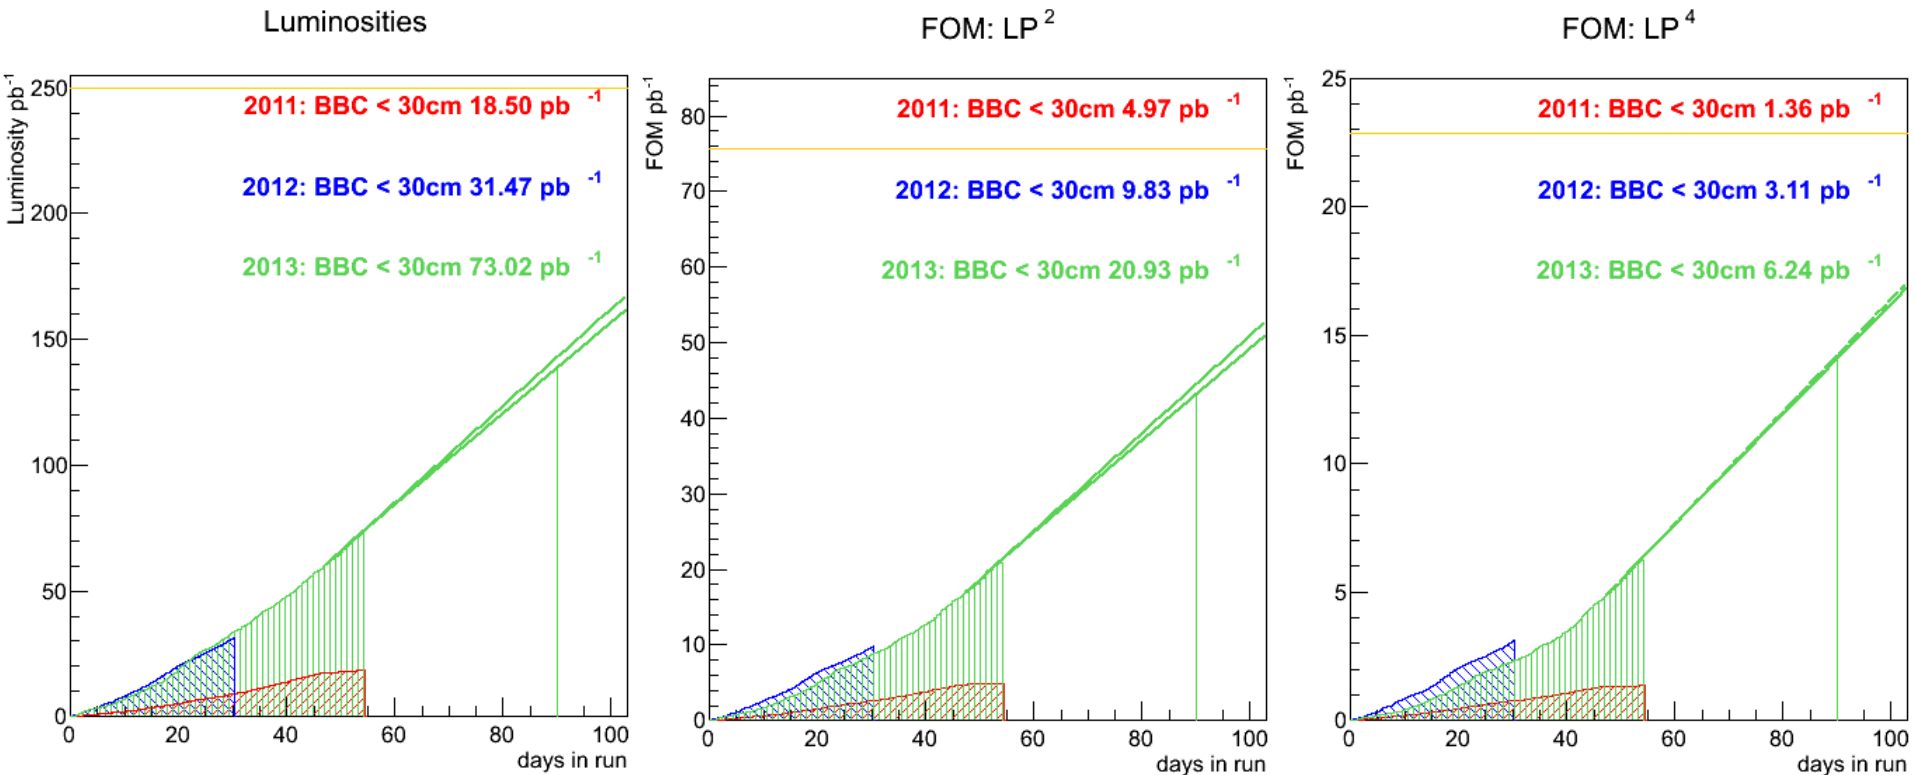 Luminosities
Luminosity pb⁻¹
250
200
150
100
50
0
2011: BBC < 30cm 18.50 pb ⁻¹
2012: BBC < 30cm 31.47 pb ⁻¹
2013: BBC < 30cm 73.02 pb ⁻¹
0 20 40 60 80 100
days in run
FOM: LP ²
FOM pb⁻¹
80
70
60
50
40
30
20
10
0
2011: BBC < 30cm 4.97 pb ⁻¹
2012: BBC < 30cm 9.83 pb ⁻¹
2013: BBC < 30cm 20.93 pb ⁻¹
0 20 40 60 80 100
days in run
FOM: LP ⁴
FOM pb⁻¹
25
20
15
10
5
0
2011: BBC < 30cm 1.36 pb ⁻¹
2012: BBC < 30cm 3.11 pb ⁻¹
2013: BBC < 30cm 6.24 pb ⁻¹
0 20 40 60 80 100
days in run